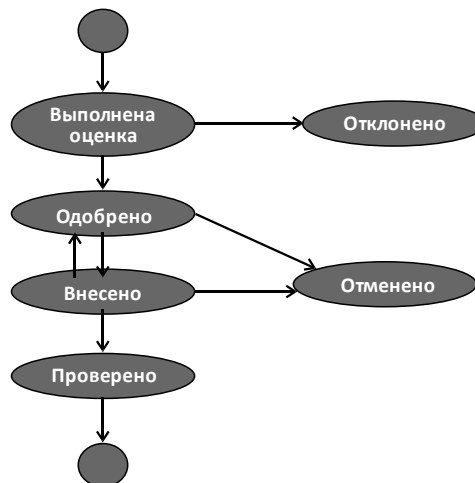 Выполнена
оценка
Отклонено
Одобрено
Внесено
Отменено
Проверено